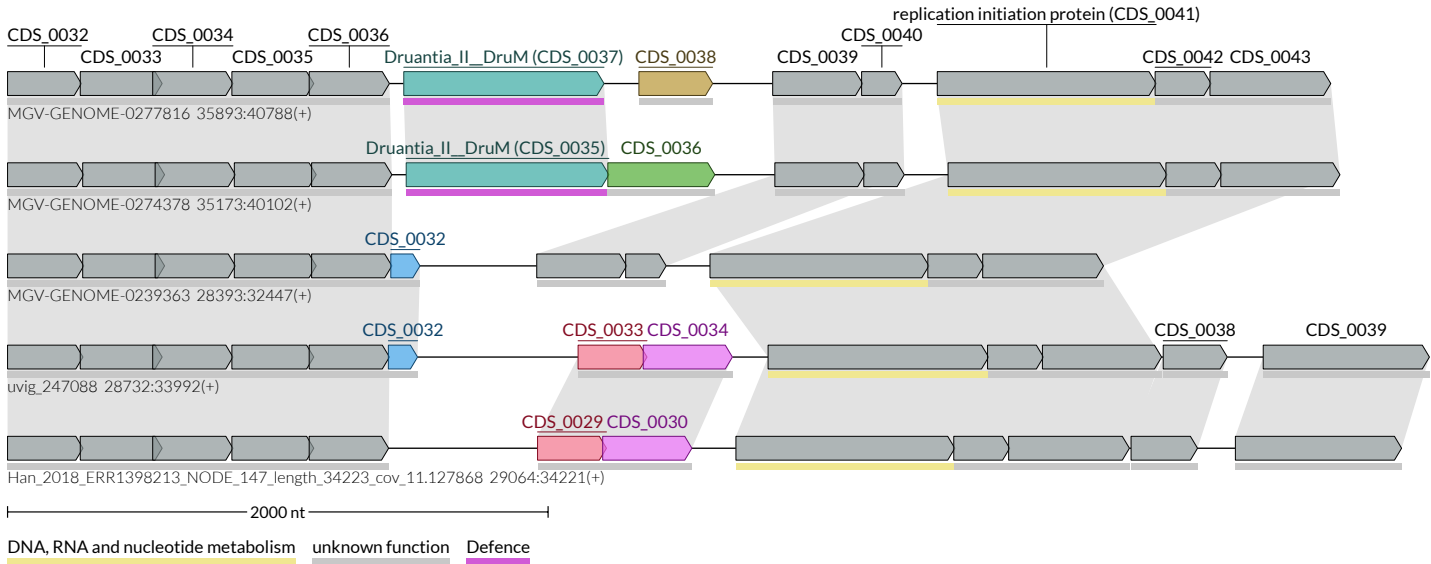 replication initiation protein (CDS_0041)
CDS_0032 CDS_0034 CDS_0036 CDS_0040
CDS_0033 CDS_0035 Druantia_II__DruM (CDS_0037) CDS_0038 CDS_0039 CDS_0042 CDS_0043
MGV-GENOME-0277816 35893:40788(+)
Druantia_II__DruM (CDS_0035) CDS_0036
MGV-GENOME-0274378 35173:40102(+)
CDS_0032
MGV-GENOME-0239363 28393:32447(+)
CDS_0032 CDS_0033 CDS_0034 CDS_0038 CDS_0039
uvig_247088 28732:33992(+)
CDS_0029 CDS_0030
Han_2018_ERR1398213_NODE_147_length_34223_cov_11.127868 29064:34221(+)
2000 nt
DNA, RNA and nucleotide metabolism unknown function Defence